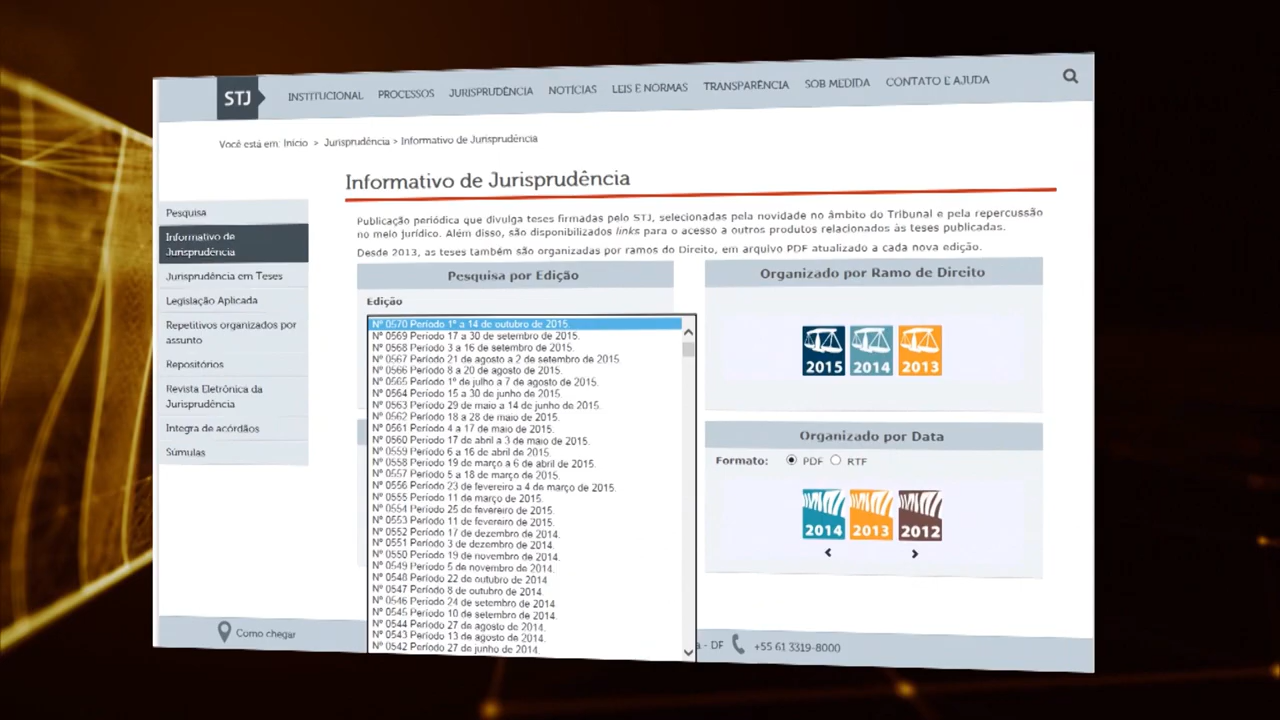 STJ
INSTITUCIONAL PROCESSOS JURISPRUDÊNCIA NOTÍCIAS LEIS E NORMAS TRANSPARÊNCIA SOB MEDIDA CONTATO E AJUDA
Você está em: Início > Jurisprudência > Informativo de Jurisprudência
Informativo de Jurisprudência
Pesquisa
Informativo de
Jurisprudência
Jurisprudência em Teses
Legislação Aplicada
Repetitivos organizados por
assunto
Repositórios
Revista Eletrônica da
Jurisprudência
Íntegra de acórdãos
Súmulas
Publicação periódica que divulga teses firmadas pelo STJ, selecionadas pela novidade no âmbito do Tribunal e pela repercussão
no meio jurídico. Além disso, são disponibilizados links para o acesso a outros produtos relacionados às teses publicadas.
Desde 2013, as teses também são organizadas por ramos do Direito, em arquivo PDF atualizado a cada nova edição.
Pesquisa por Edição
Edição
Nº 0570 Período 1º a 14 de outubro de 2015.
Nº 0569 Período 17 a 30 de setembro de 2015.
Nº 0568 Período 3 a 16 de setembro de 2015.
Nº 0567 Período 21 de agosto a 2 de setembro de 2015
Nº 0566 Período 8 a 20 de agosto de 2015.
Nº 0565 Período 1º de julho a 7 de agosto de 2015.
Nº 0564 Período 15 a 30 de junho de 2015.
Nº 0563 Período 29 de maio a 14 de junho de 2015.
Nº 0562 Período 18 a 28 de maio de 2015.
Nº 0561 Período 4 a 17 de maio de 2015.
Nº 0560 Período 17 de abril a 3 de maio de 2015.
Nº 0559 Período 6 a 16 de abril de 2015.
Nº 0558 Período 19 de março a 6 de abril de 2015.
Nº 0557 Período 5 a 18 de março de 2015.
Nº 0556 Período 23 de fevereiro a 4 de março de 2015.
Nº 0555 Período 11 de março de 2015.
Nº 0554 Período 25 de fevereiro de 2015.
Nº 0553 Período 11 de fevereiro de 2015.
Nº 0552 Período 17 de dezembro de 2014.
Nº 0551 Período 3 de dezembro de 2014.
Nº 0550 Período 19 de novembro de 2014.
Nº 0549 Período 5 de novembro de 2014.
Nº 0548 Período 22 de outubro de 2014
Nº 0547 Período 8 de outubro de 2014.
Nº 0546 Período 24 de setembro de 2014.
Nº 0545 Período 10 de setembro de 2014.
Nº 0544 Período 27 de agosto de 2014.
Nº 0543 Período 13 de agosto de 2014.
Nº 0542 Período 27 de junho de 2014.
Organizado por Ramo de Direito
2015 2014 2013
Organizado por Data
Formato: PDF RTF
2014 2013 2012
Como chegar
a - DF +55 61 3319-8000